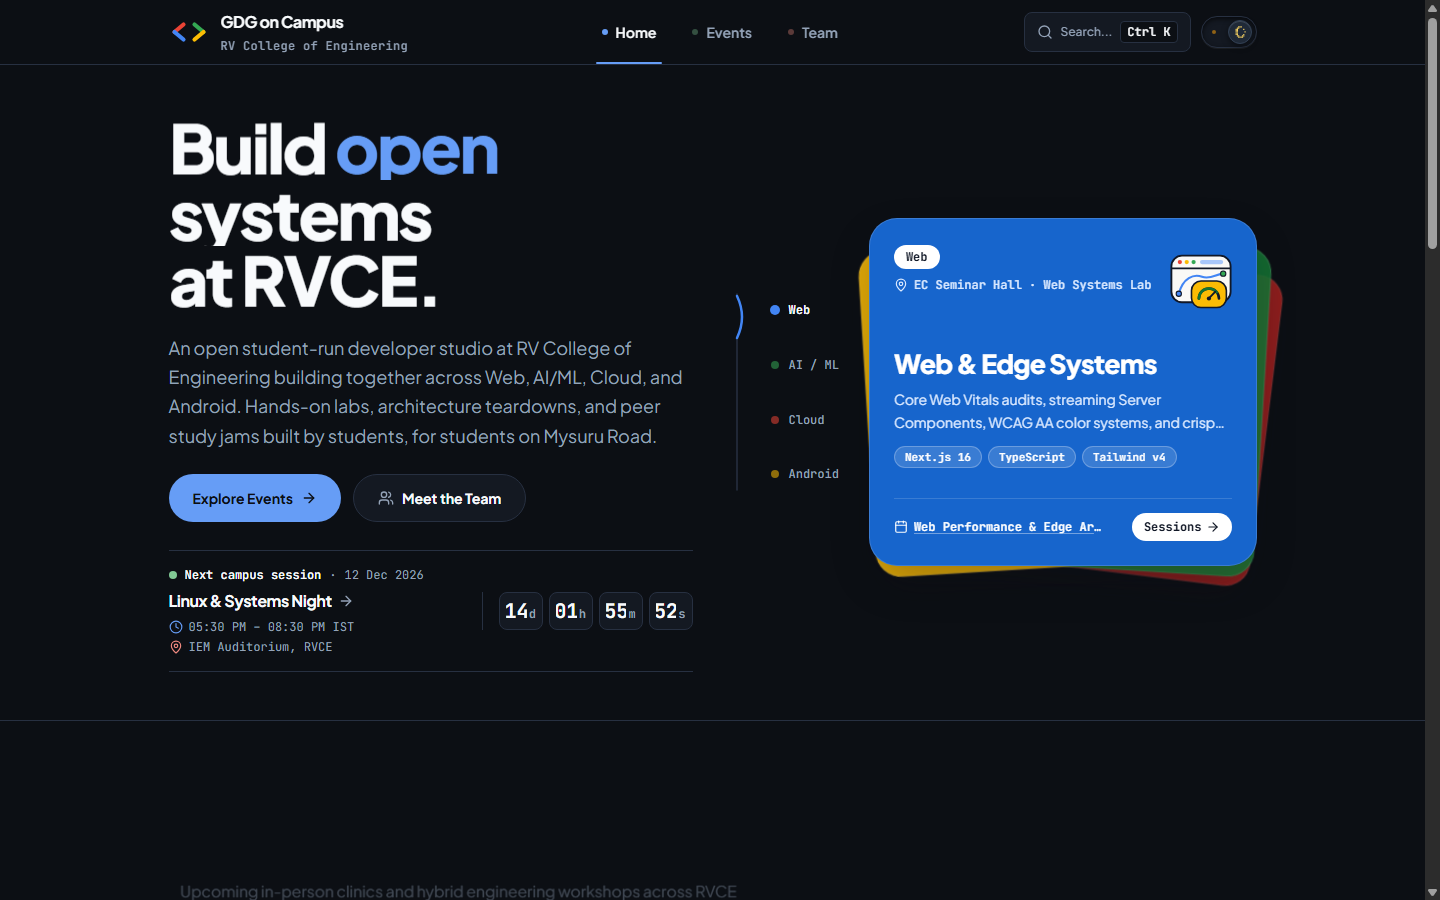 GDG on Campus
RV College of Engineering
Home
Events
Team
Search...
Ctrl K
Build open
systems
at RVCE.
An open student-run developer studio at RV College of
Engineering building together across Web, AI/ML, Cloud, and
Android. Hands-on labs, architecture teardowns, and peer
study jams built by students, for students on Mysuru Road.
Explore Events →
Meet the Team
Next campus session · 12 Dec 2026
Linux & Systems Night →
05:30 PM – 08:30 PM IST
IEM Auditorium, RVCE
14d 01h 55m 52s
Web
AI / ML
Cloud
Android
Web
EC Seminar Hall · Web Systems Lab
Web & Edge Systems
Core Web Vitals audits, streaming Server
Components, WCAG AA color systems, and crisp...
Next.js 16
TypeScript
Tailwind v4
Web Performance & Edge Ar…
Sessions →
Upcoming in-person clinics and hybrid engineering workshops across RVCE